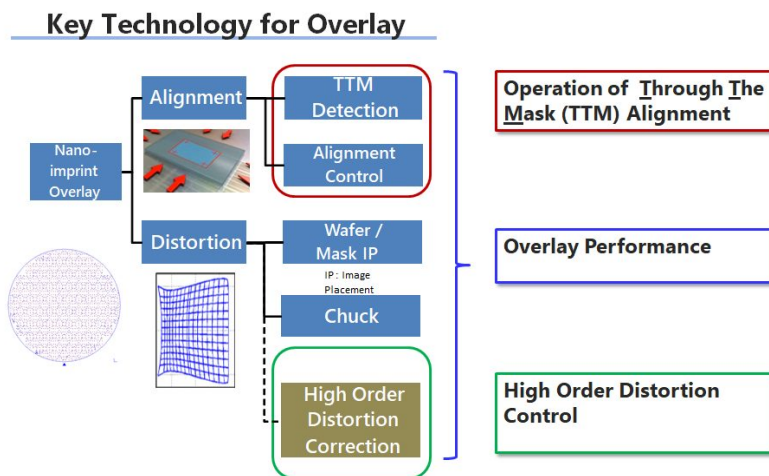 Key Technology for Overlay
Alignment
TTM
Detection
Operation of Through The
Mask (TTM) Alignment
Nano-
imprint
Overlay
Alignment
Control
Distortion
Wafer /
Mask IP
IP : Image
Placement
Overlay Performance
Chuck
High Order
Distortion
Correction
High Order Distortion
Control